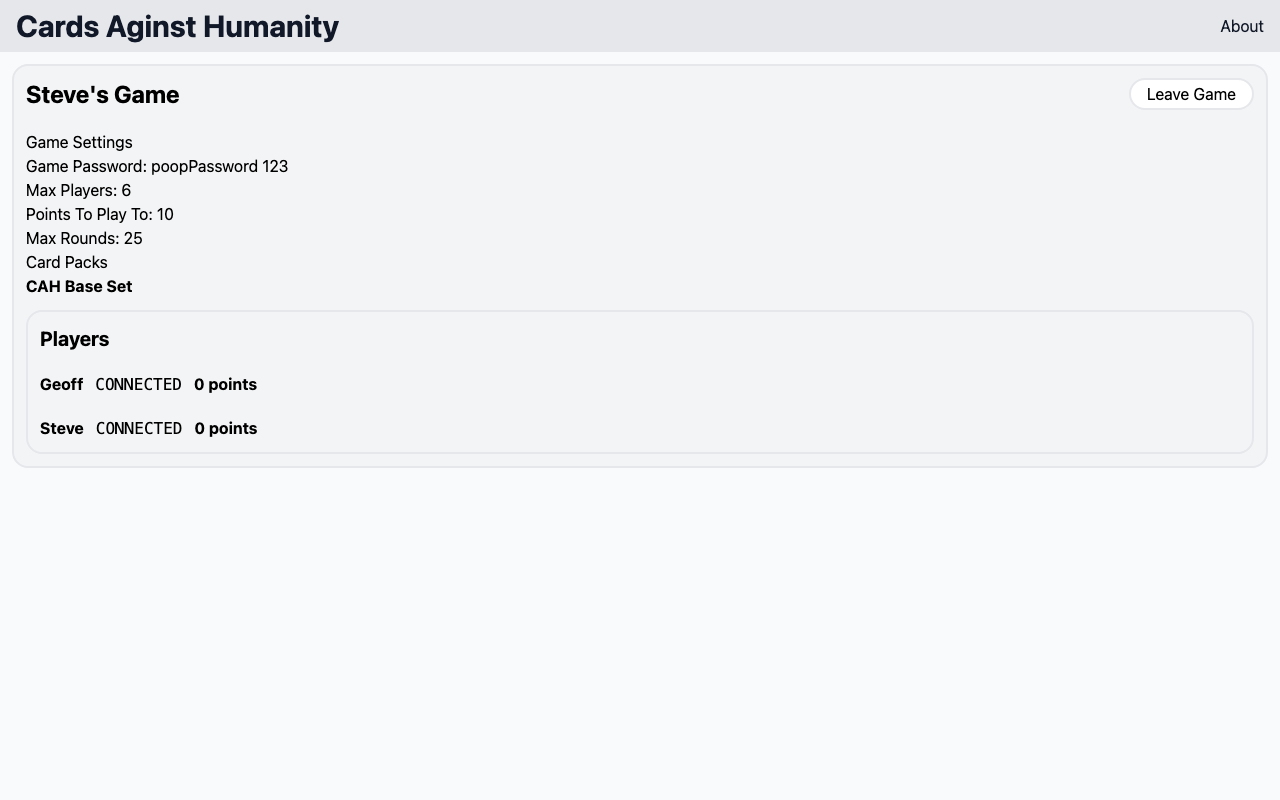 Cards Aginst Humanity
About
Steve's Game
Leave Game
Game Settings
Game Password: poopPassword 123
Max Players: 6
Points To Play To: 10
Max Rounds: 25
Card Packs
CAH Base Set
Players
Geoff CONNECTED 0 points
Steve CONNECTED 0 points